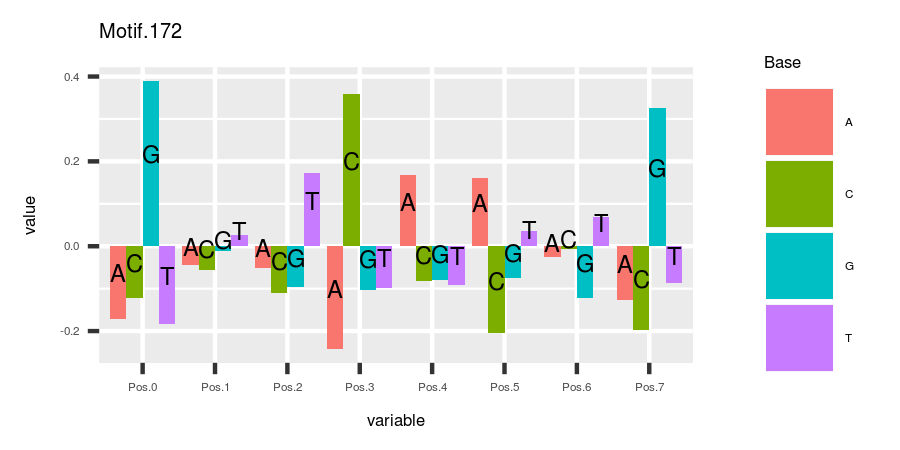 Motif.172
Base
0.4
0.2
0.0
-0.2
value
A C G T
A C G T
A C G T
A C G T
A C G T
A C G T
A C G T
A C G T
Pos.0 Pos.1 Pos.2 Pos.3 Pos.4 Pos.5 Pos.6 Pos.7
variable
A
C
G
T